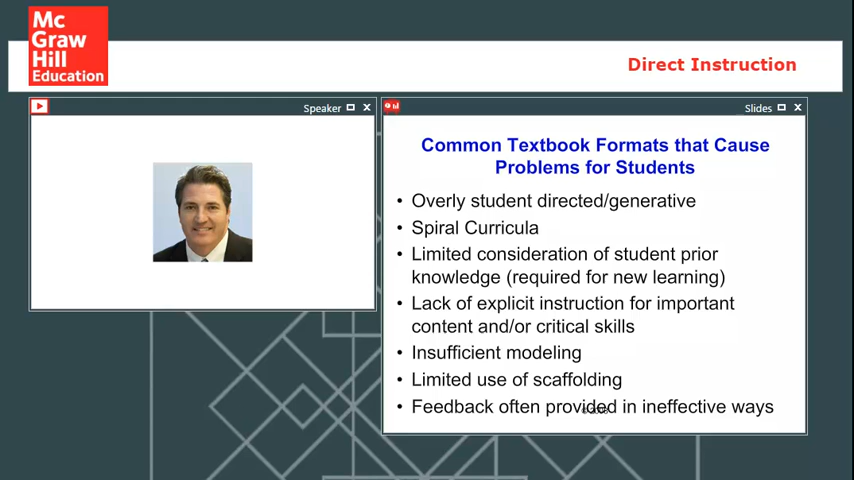 Mc
Graw
Hill
Education
Direct Instruction
Speaker
Slides
Common Textbook Formats that Cause
Problems for Students
• Overly student directed/generative
• Spiral Curricula
• Limited consideration of student prior
knowledge (required for new learning)
• Lack of explicit instruction for important
content and/or critical skills
• Insufficient modeling
• Limited use of scaffolding
• Feedback often provided in ineffective ways